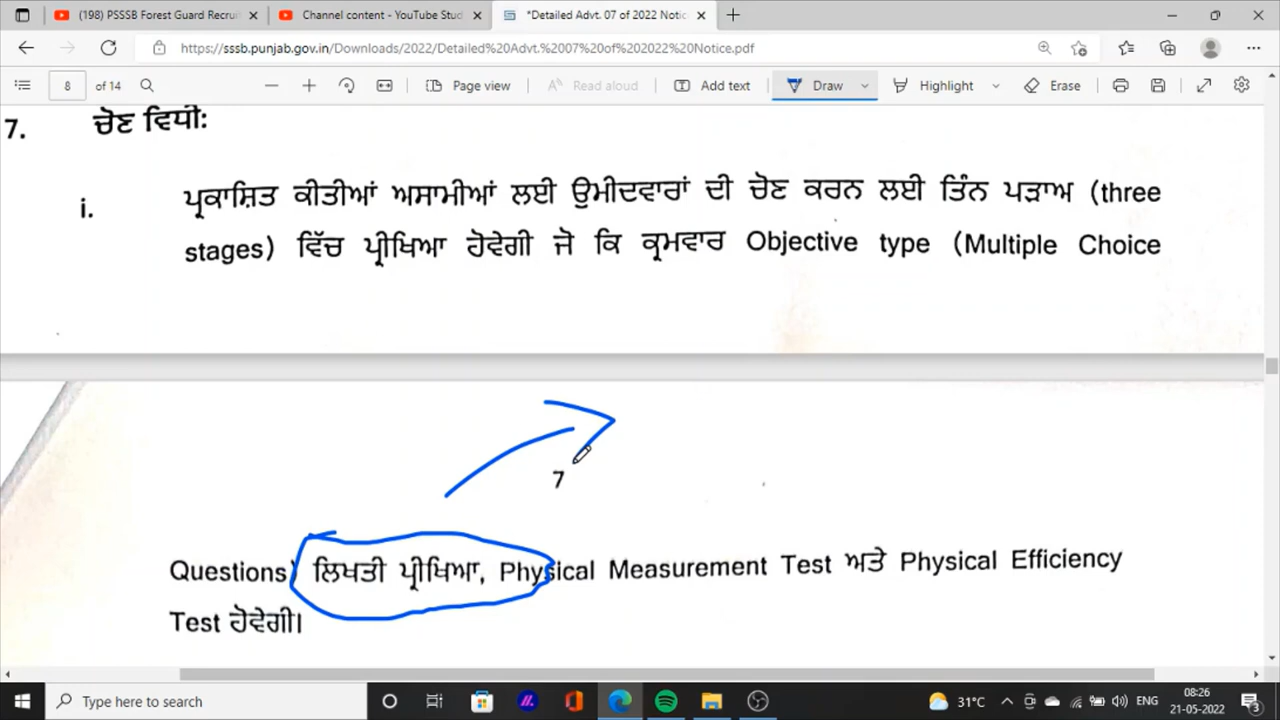 (198) PSSSB Forest Guard Recrui
Channel content - YouTube Stud
*Detailed Advt. 07 of 2022 Notic
https://sssb.punjab.gov.in/Downloads/2022/Detailed%20Advt.%2007%20of%202022%20Notice.pdf
8 of 14
Page view
Read aloud
Add text
Draw
Highlight
Erase
7. ਚੋਣ ਵਿਧੀ:
i. ਪ੍ਰਕਾਸ਼ਿਤ ਕੀਤੀਆਂ ਅਸਾਮੀਆਂ ਲਈ ਉਮੀਦਵਾਰਾਂ ਦੀ ਚੋਣ ਕਰਨ ਲਈ ਤਿੰਨ ਪੜਾਅ (three
stages) ਵਿੱਚ ਪ੍ਰੀਖਿਆ ਹੋਵੇਗੀ ਜੋ ਕਿ ਕ੍ਰਮਵਾਰ Objective type (Multiple Choice
7
Questions) ਲਿਖਤੀ ਪ੍ਰੀਖਿਆ, Physical Measurement Test ਅਤੇ Physical Efficiency
Test ਹੋਵੇਗੀ।
Type here to search
31°C
ENG
08:26
21-05-2022
3